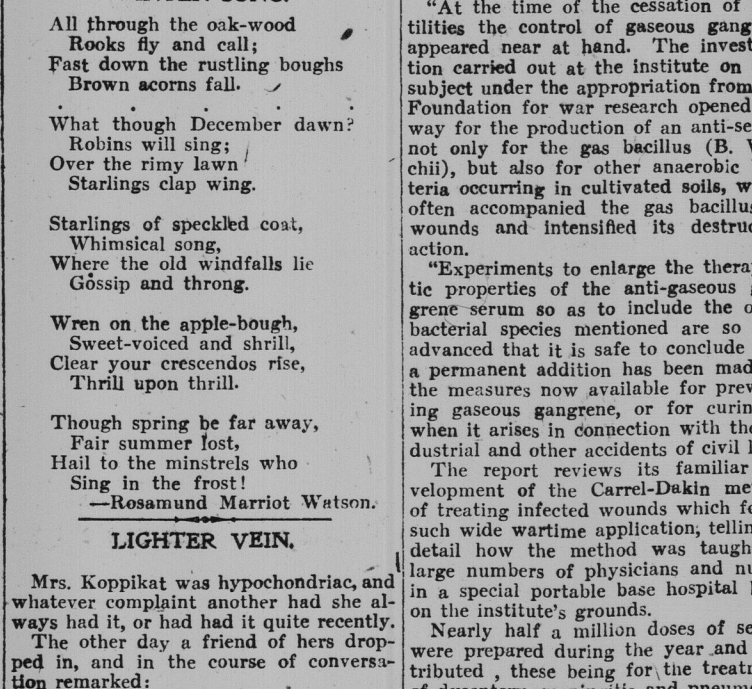 All through the oak-wood
Rooks fly and call;
Fast down the rustling boughs
Brown acorns fall.
. . . . .
What though December dawn?
Robins will sing;
Over the rimy lawn
Starlings clap wing.
Starlings of speckled coat,
Whimsical song,
Where the old windfalls lie
Gossip and throng.
Wren on the apple-bough,
Sweet-voiced and shrill,
Clear your crescendos rise,
Thrill upon thrill.
Though spring be far away,
Fair summer lost,
Hail to the minstrels who
Sing in the frost!
—Rosamund Marriot Watson.
LIGHTER VEIN.
Mrs. Koppikat was hypochondriac, and
whatever complaint another had she al-
ways had it, or had had it quite recently.
The other day a friend of hers drop-
ped in, and in the course of conversa-
tion remarked:
"At the time of the cessation of
tilities the control of gaseous gang
appeared near at hand. The invest
tion carried out at the institute on
subject under the appropriation from
Foundation for war research opened
way for the production of an anti-se
not only for the gas bacillus (B.
chii), but also for other anaerobic
teria occurring in cultivated soils, w
often accompanied the gas bacillus
wounds and intensified its destruc
action.
"Experiments to enlarge the thera
tic properties of the anti-gaseous
grene serum so as to include the o
bacterial species mentioned are so
advanced that it is safe to conclude
a permanent addition has been mad
the measures now available for prev
ing gaseous gangrene, or for curin
when it arises in connection with the
dustrial and other accidents of civil
The report reviews its familiar
velopment of the Carrel-Dakin me
of treating infected wounds which f
such wide wartime application, tellin
detail how the method was taugh
large numbers of physicians and nu
in a special portable base hospital
on the institute's grounds.
Nearly half a million doses of se
were prepared during the year and
tributed , these being for the treatm